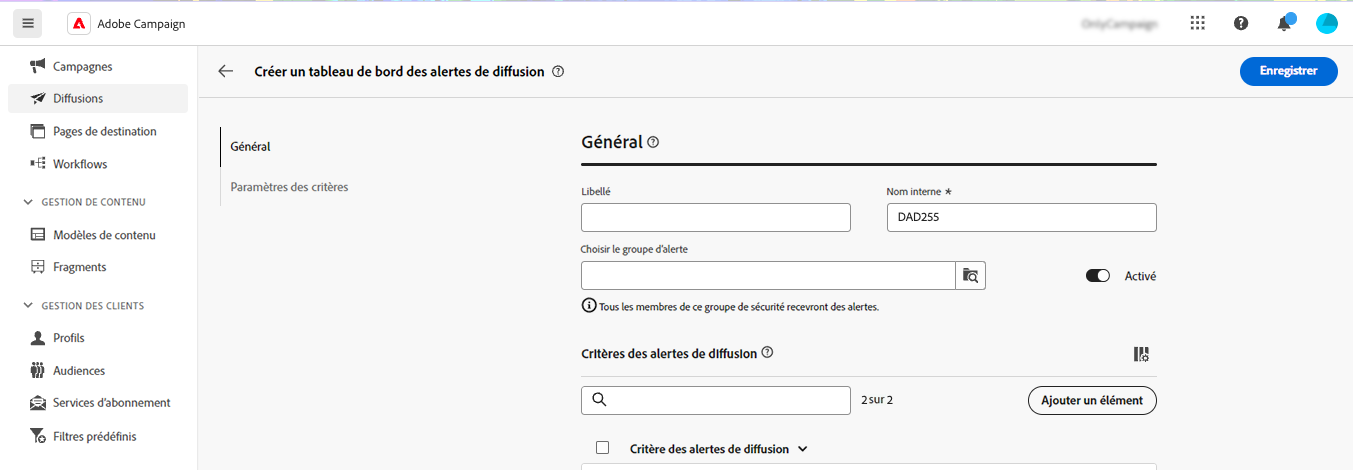 Adobe Campaign
Campagnes
Diffusions
Pages de destination
Workflows
GESTION DE CONTENU
Modèles de contenu
Fragments
GESTION DES CLIENTS
Profils
Audiences
Services d'abonnement
Filtres prédéfinis
Créer un tableau de bord des alertes de diffusion
Enregistrer
Général
Paramètres des critères
Général
Libellé
Nom interne *
DAD255
Choisir le groupe d'alerte
Activé
Tous les membres de ce groupe de sécurité recevront des alertes.
Critères des alertes de diffusion
2 sur 2
Ajouter un élément
Critère des alertes de diffusion